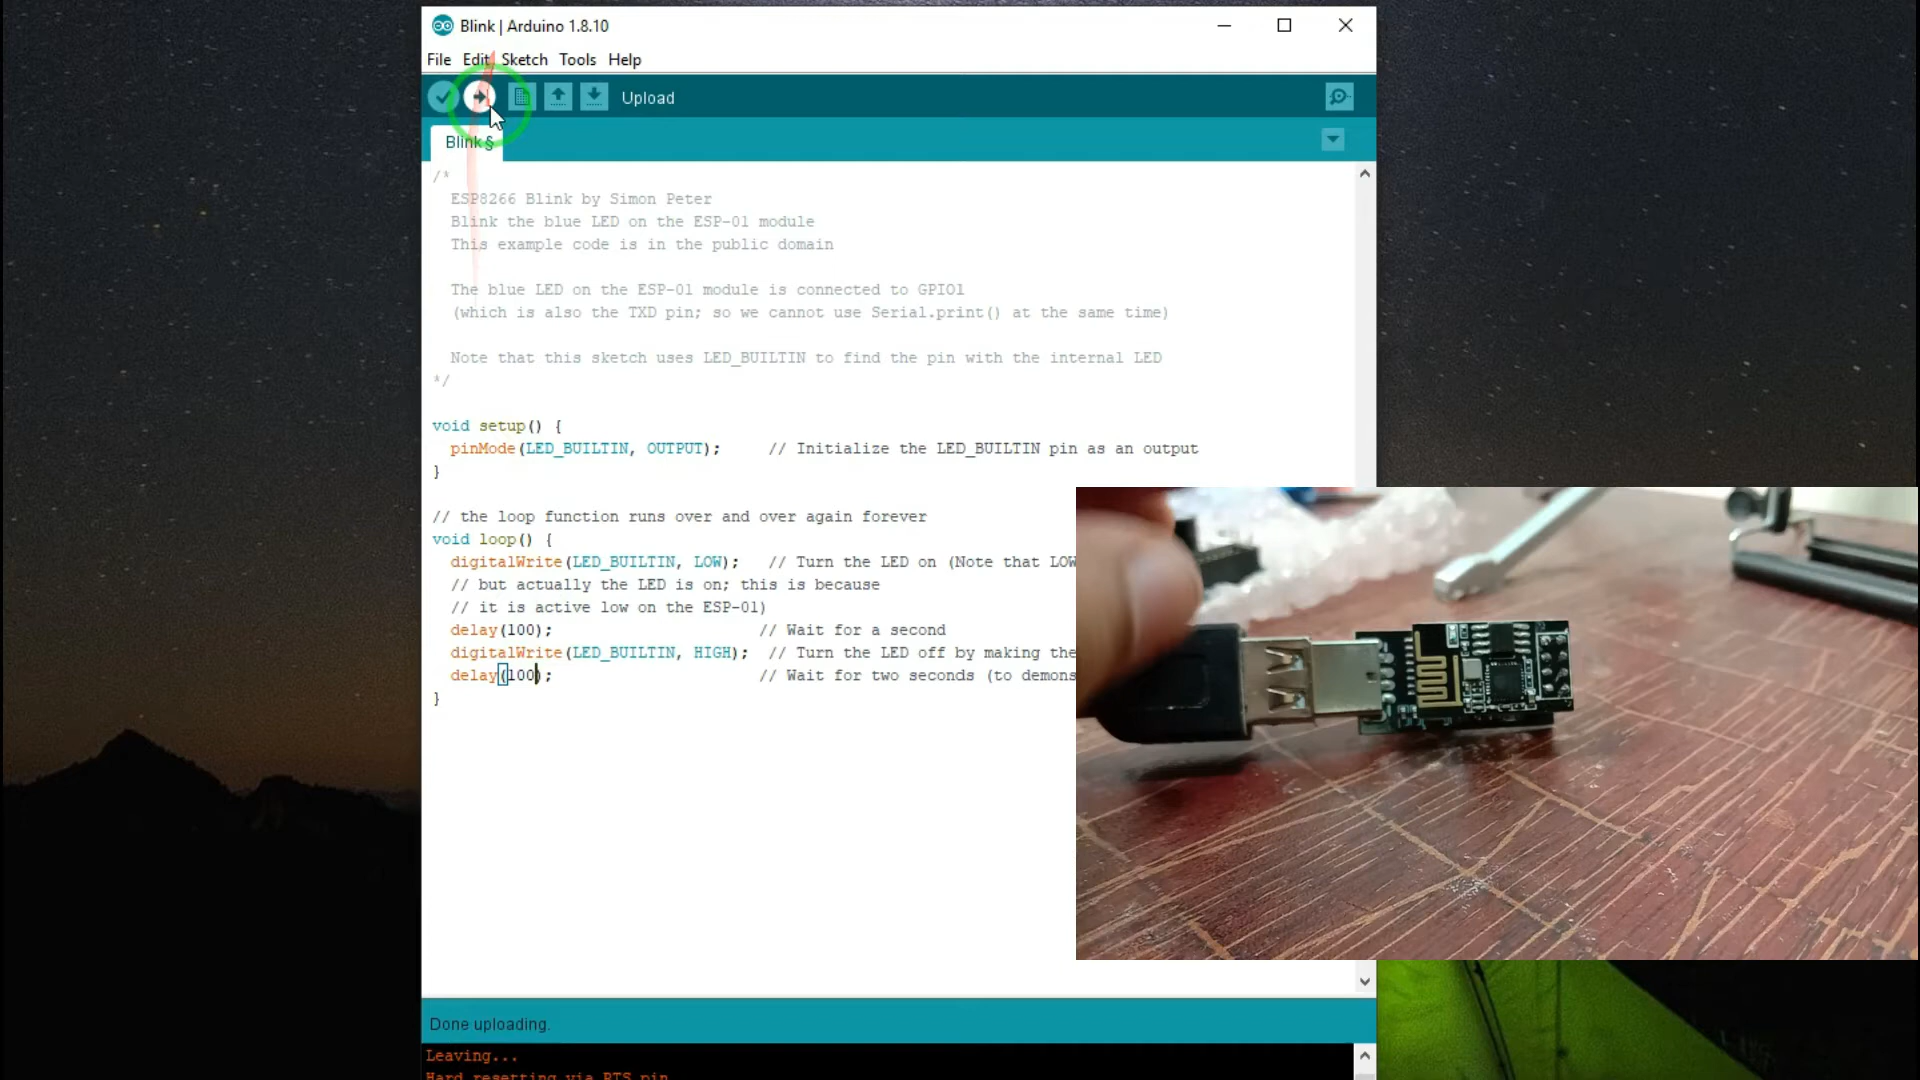 Blink | Arduino 1.8.10
File Edit Sketch Tools Help
Upload
Blink §
/*
ESP8266 Blink by Simon Peter
Blink the blue LED on the ESP-01 module
This example code is in the public domain
The blue LED on the ESP-01 module is connected to GPIO1
(which is also the TXD pin; so we cannot use Serial.print() at the same time)
Note that this sketch uses LED_BUILTIN to find the pin with the internal LED
*/
void setup() {
pinMode(LED_BUILTIN, OUTPUT); // Initialize the LED_BUILTIN pin as an output
}
// the loop function runs over and over again forever
void loop() {
digitalWrite(LED_BUILTIN, LOW); // Turn the LED on (Note that LOW
// but actually the LED is on; this is because
// it is active low on the ESP-01)
delay(100); // Wait for a second
digitalWrite(LED_BUILTIN, HIGH); // Turn the LED off by making the
delay(100); // Wait for two seconds (to demons
}
Done uploading.
Leaving...
Hard resetting via RTS pin